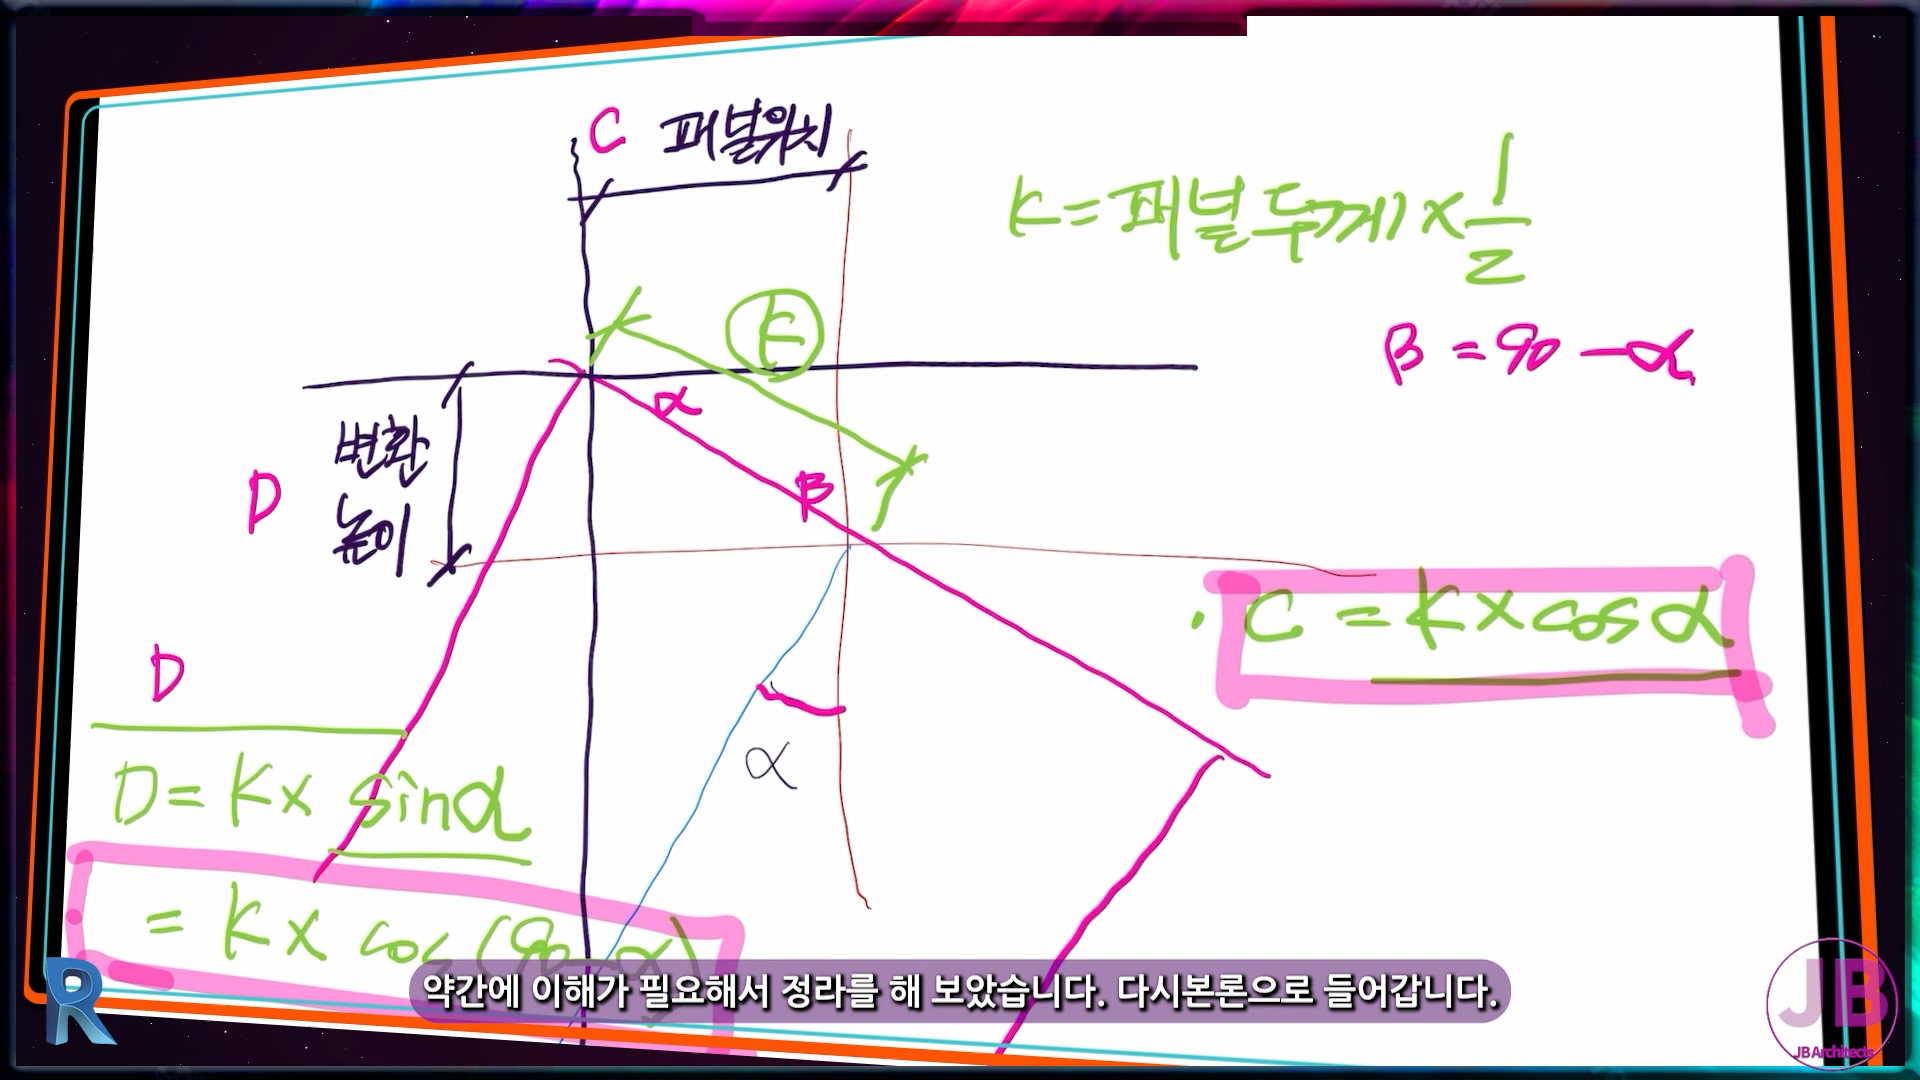 C 패널위치
K = 패널두께 × 1/2
K
β = 90 - α
α
변환
높이
D
β
C = K × cosα
D
α
D = K × sinα
= K × cos (90 - α)
약간에 이해가 필요해서 정라를 해 보았습니다. 다시본론으로 들어갑니다.
R
JB
JB Architects